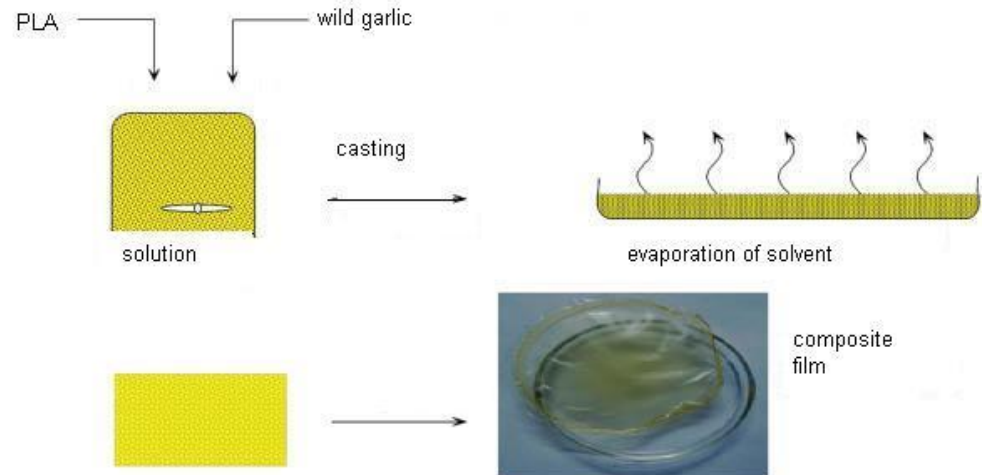 PLA
wild garlic
casting
solution
evaporation of solvent
composite
film